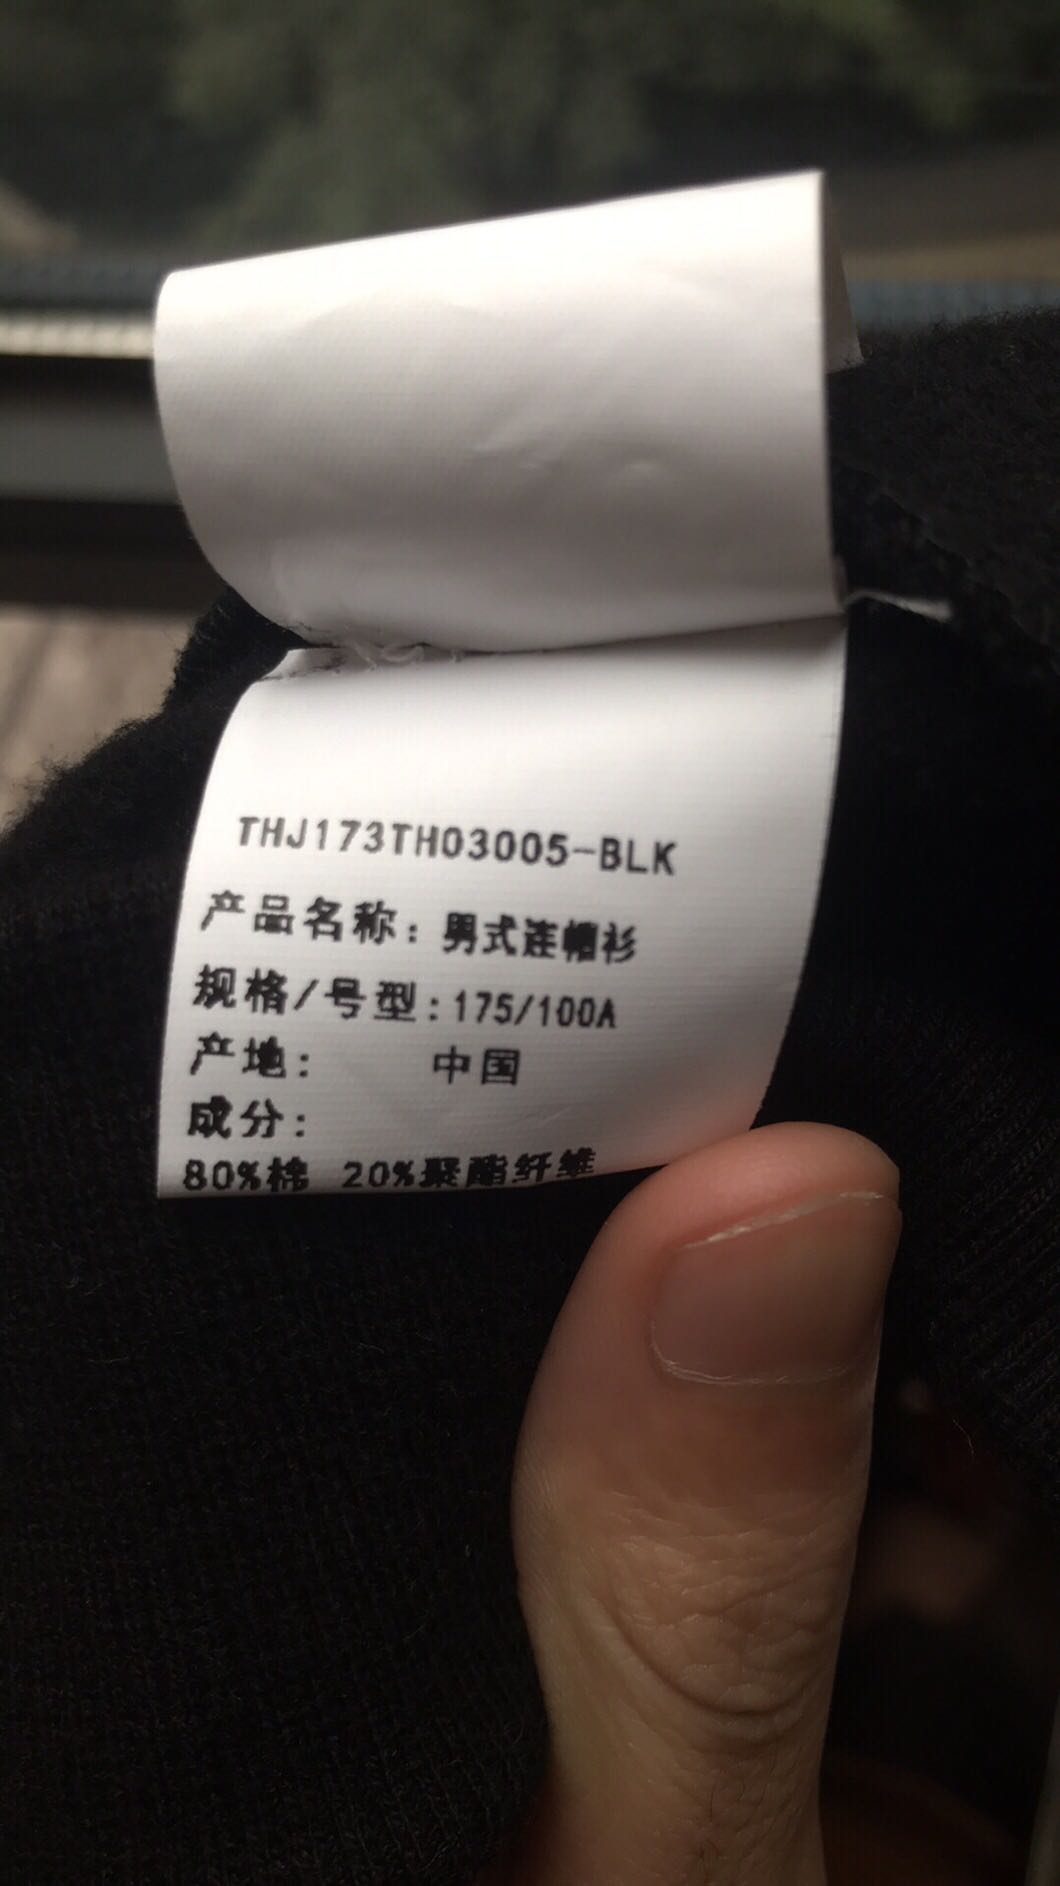 THJ173TH03005-BLK
产品名称：男式连帽衫
规格/号型：175/100A
产地： 中国
成分：
80%棉 20%聚酯纤维